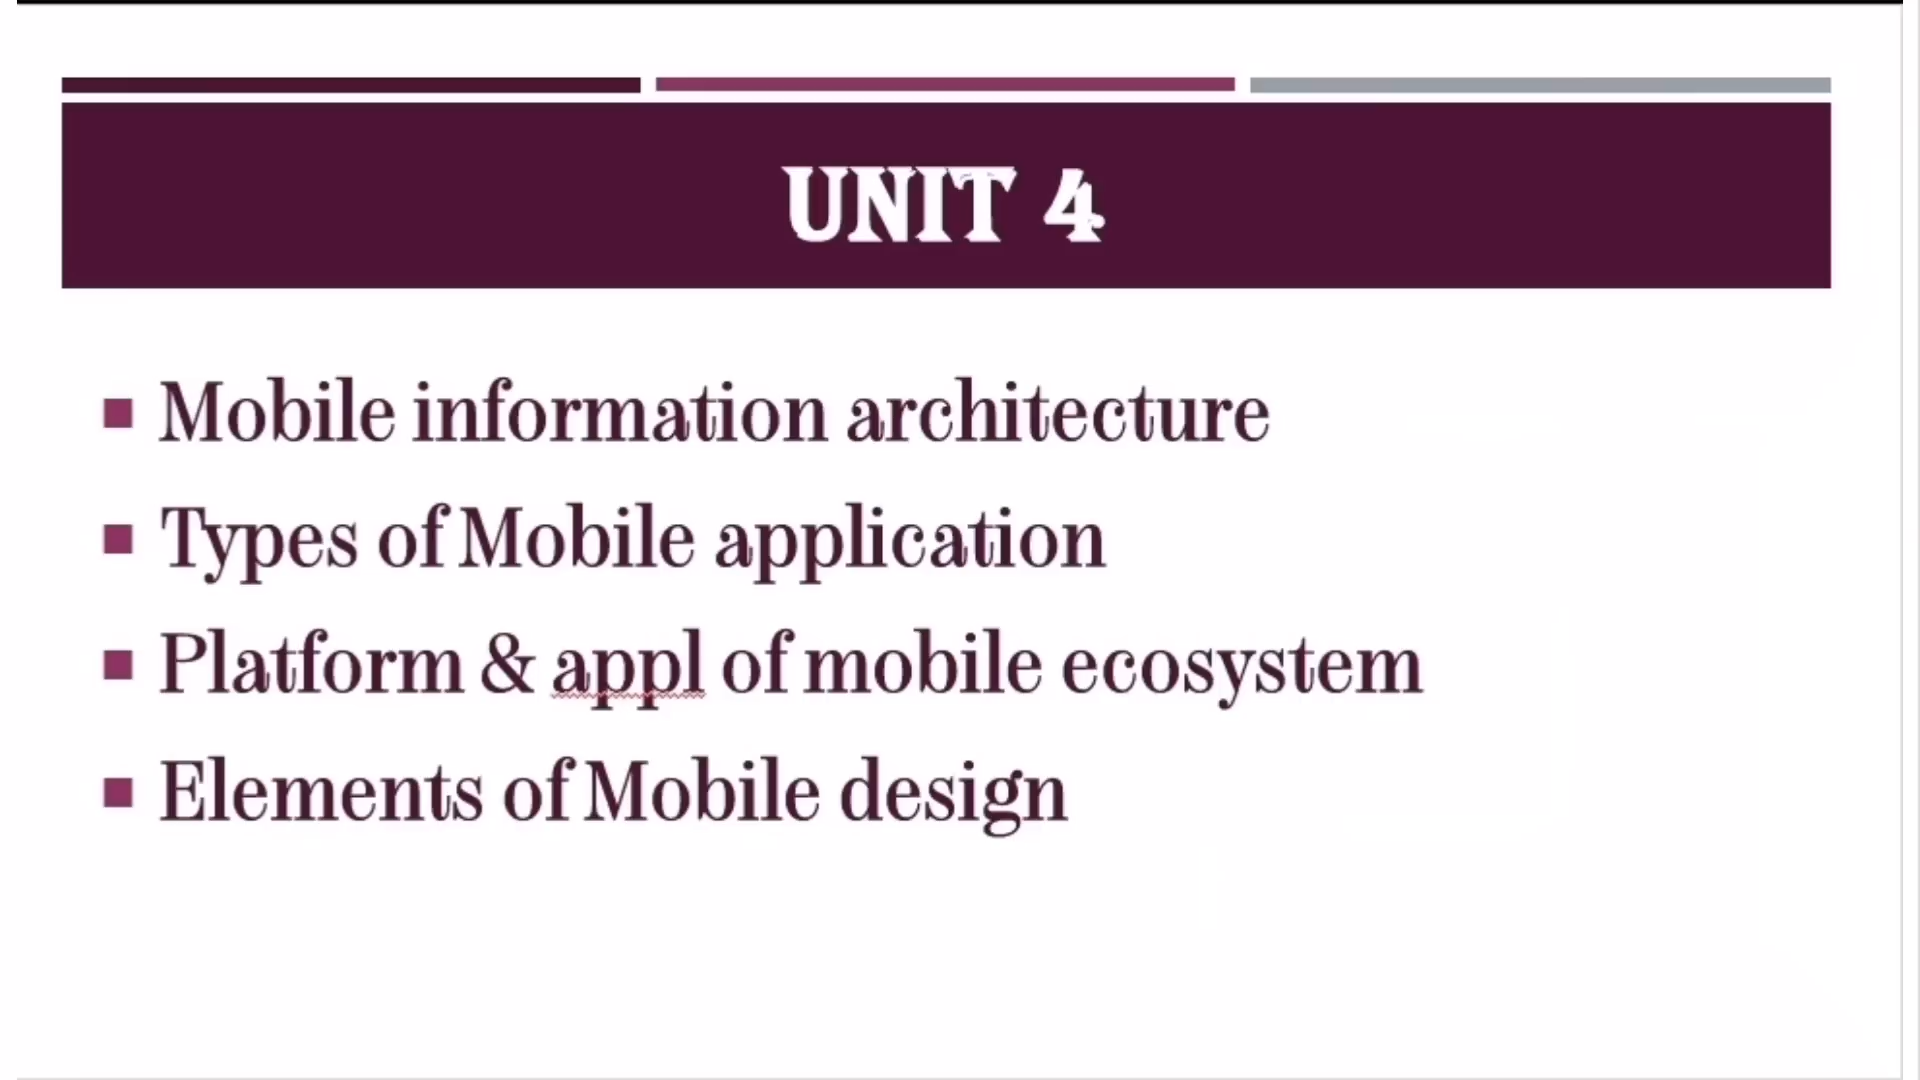 UNIT 4
Mobile information architecture
Types of Mobile application
Platform & appl of mobile ecosystem
Elements of Mobile design